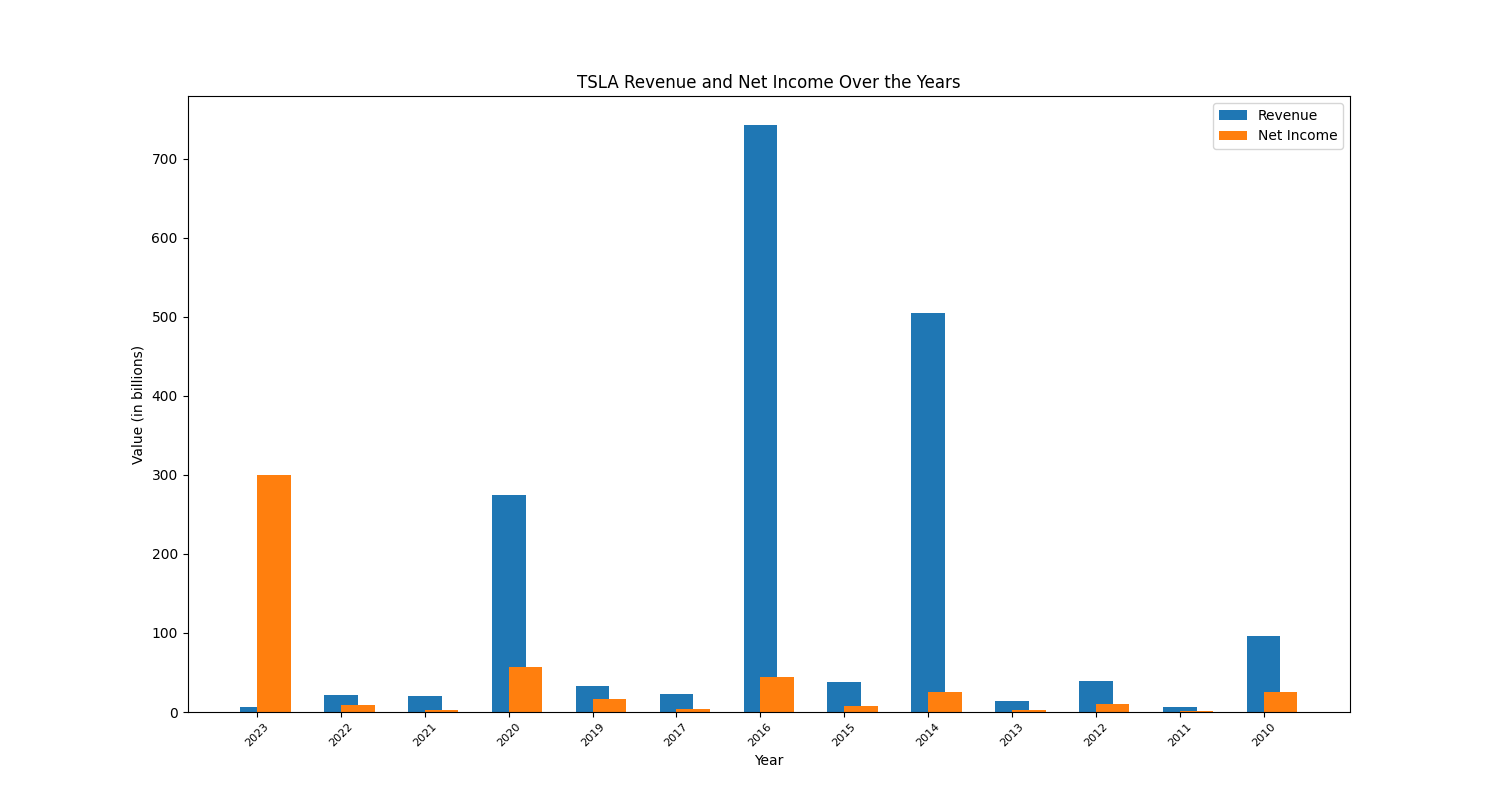 TSLA Revenue and Net Income Over the Years
Revenue
Net Income
700
600
500
400
300
200
100
0
Value (in billions)
2023 2022 2021 2020 2019 2017 2016 2015 2014 2013 2012 2011 2010
Year